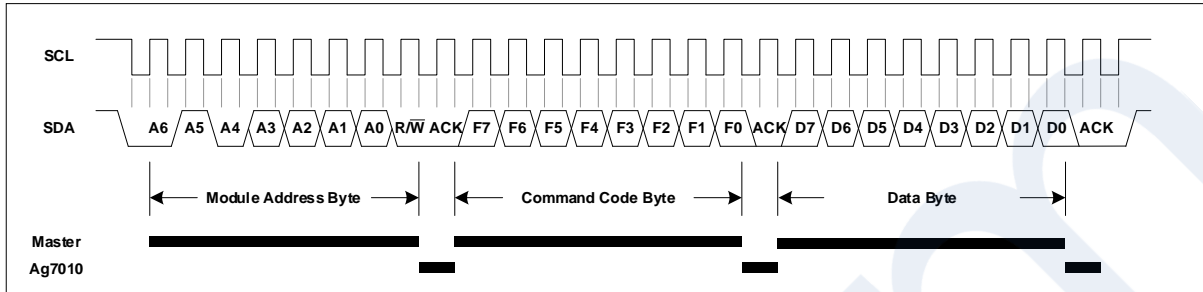 SCL
SDA A6 A5 A4 A3 A2 A1 A0 R/W̅ ACK F7 F6 F5 F4 F3 F2 F1 F0 ACK D7 D6 D5 D4 D3 D2 D1 D0 ACK
Module Address Byte Command Code Byte Data Byte
Master
Ag7010